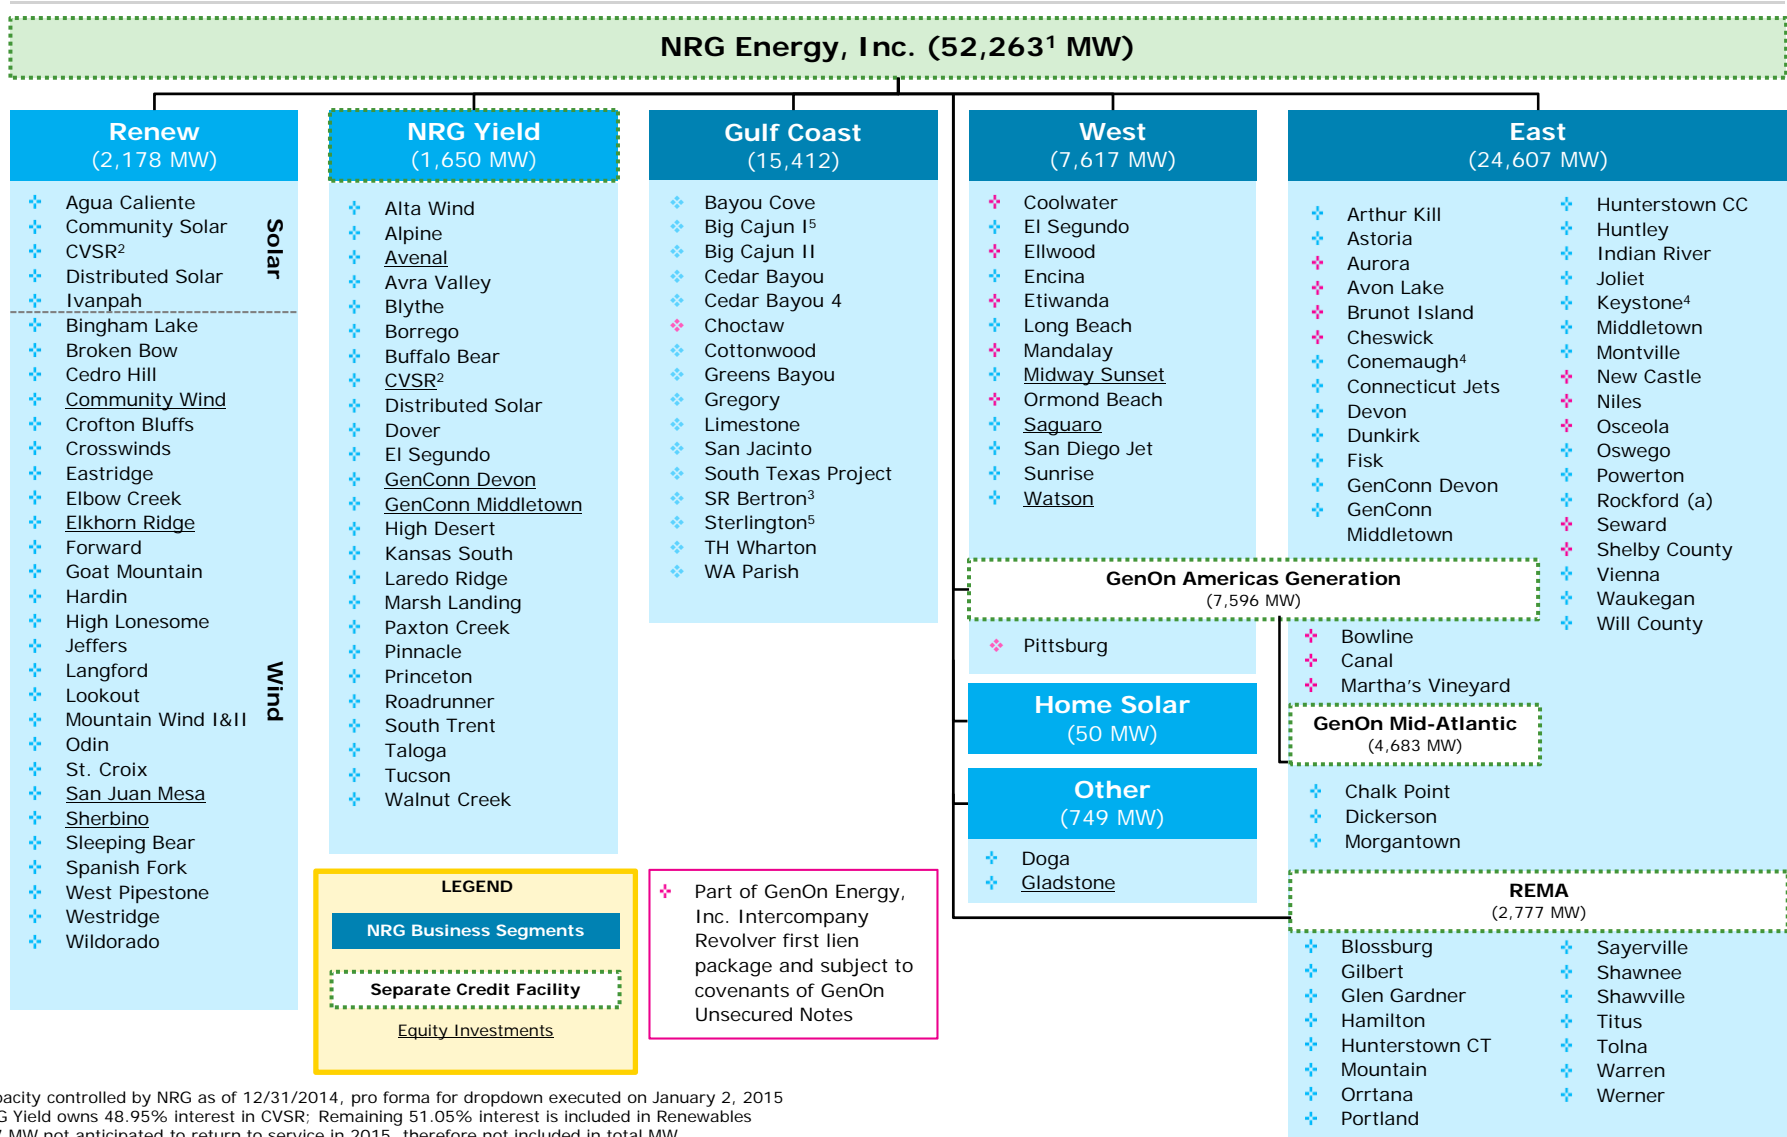 NRG Energy, Inc. (52,263¹ MW)
Renew
(2,178 MW)
Agua Caliente
Community Solar
CVSR²
Distributed Solar
Ivanpah
Solar
Bingham Lake
Broken Bow
Cedro Hill
Community Wind
Crofton Bluffs
Crosswinds
Eastridge
Elbow Creek
Elkhorn Ridge
Forward
Goat Mountain
Hardin
High Lonesome
Jeffers
Langford
Lookout
Mountain Wind I&II
Odin
St. Croix
San Juan Mesa
Sherbino
Sleeping Bear
Spanish Fork
West Pipestone
Westridge
Wildorado
Wind
NRG Yield
(1,650 MW)
Alta Wind
Alpine
Avenal
Avra Valley
Blythe
Borrego
Buffalo Bear
CVSR²
Distributed Solar
Dover
El Segundo
GenConn Devon
GenConn Middletown
High Desert
Kansas South
Laredo Ridge
Marsh Landing
Paxton Creek
Pinnacle
Princeton
Roadrunner
South Trent
Taloga
Tucson
Walnut Creek
Gulf Coast
(15,412)
Bayou Cove
Big Cajun I⁵
Big Cajun II
Cedar Bayou
Cedar Bayou 4
Choctaw
Cottonwood
Greens Bayou
Gregory
Limestone
San Jacinto
South Texas Project
SR Bertron³
Sterlington⁵
TH Wharton
WA Parish
West
(7,617 MW)
Coolwater
El Segundo
Ellwood
Encina
Etiwanda
Long Beach
Mandalay
Midway Sunset
Ormond Beach
Saguaro
San Diego Jet
Sunrise
Watson
East
(24,607 MW)
Arthur Kill
Astoria
Aurora
Avon Lake
Brunot Island
Cheswick
Conemaugh⁴
Connecticut Jets
Devon
Dunkirk
Fisk
GenConn Devon
GenConn
Middletown
Hunterstown CC
Huntley
Indian River
Joliet
Keystone⁴
Middletown
Montville
New Castle
Niles
Osceola
Oswego
Powerton
Rockford (a)
Seward
Shelby County
Vienna
Waukegan
Will County
GenOn Americas Generation
(7,596 MW)
Pittsburg
Bowline
Canal
Martha's Vineyard
Home Solar
(50 MW)
Other
(749 MW)
Doga
Gladstone
GenOn Mid-Atlantic
(4,683 MW)
Chalk Point
Dickerson
Morgantown
REMA
(2,777 MW)
Blossburg
Gilbert
Glen Gardner
Hamilton
Hunterstown CT
Mountain
Orrtana
Portland
Sayerville
Shawnee
Shawville
Titus
Tolna
Warren
Werner
LEGEND
NRG Business Segments
Separate Credit Facility
Equity Investments
Part of GenOn Energy,
Inc. Intercompany
Revolver first lien
package and subject to
covenants of GenOn
Unsecured Notes
controlled by NRG as of 12/31/2014, pro forma for dropdown executed on January 2, 2015
Yield owns 48.95% interest in CVSR; Remaining 51.05% interest is included in Renewables
MW not anticipated to return to service in 2015, therefore not included in total MW